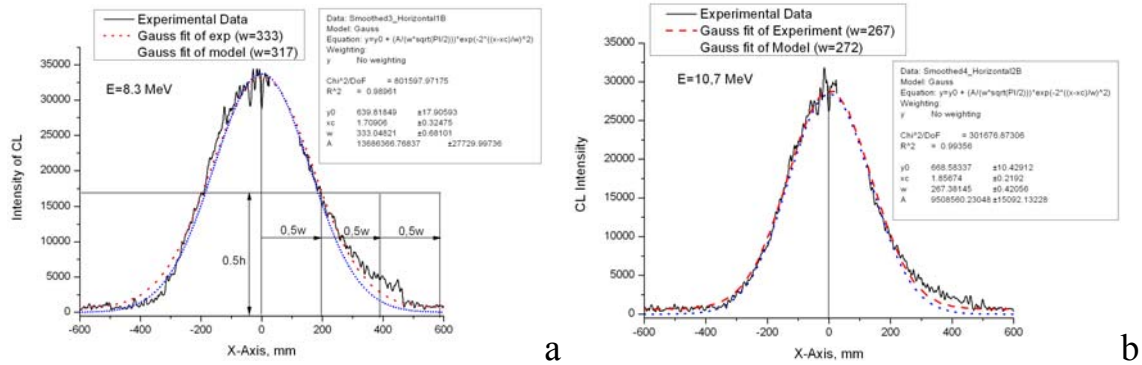 Experimental Data
Gauss fit of exp (w=333)
Gauss fit of model (w=317)
Data: Smoothed3_Horizontal1B
Model: Gauss
Equation: y=y0 + (A/(w*sqrt(PI/2)))*exp(-2*((x-xc)/w)^2)
Weighting:
y No weighting
Chi^2/DoF = 801597.97175
R^2 = 0.98961
y0 639.81849 ±17.90593
xc 1.70906 ±0.32475
w 333.04821 ±0.68101
A 13686366.76837 ±27729.99736
E=8.3 MeV
Intensity of CL
35000
30000
25000
20000
15000
10000
5000
0
0.5h
0,5w
0,5w
0,5w
-600 -400 -200 0 200 400 600
X-Axis, mm
a
Experimental Data
Gauss fit of Experiment (w=267)
Gauss fit of Model (w=272)
Data: Smoothed4_Horizontal2B
Model: Gauss
Equation: y=y0 + (A/(w*sqrt(PI/2)))*exp(-2*((x-xc)/w)^2)
Weighting:
y No weighting
Chi^2/DoF = 301676.87306
R^2 = 0.99356
y0 668.58337 ±10.42912
xc 1.85674 ±0.2192
w 267.38145 ±0.42056
A 9508560.23048 ±15092.13228
E=10,7 MeV
CL Intensiity
35000
30000
25000
20000
15000
10000
5000
0
-600 -400 -200 0 200 400 600
X-Axis, mm
b